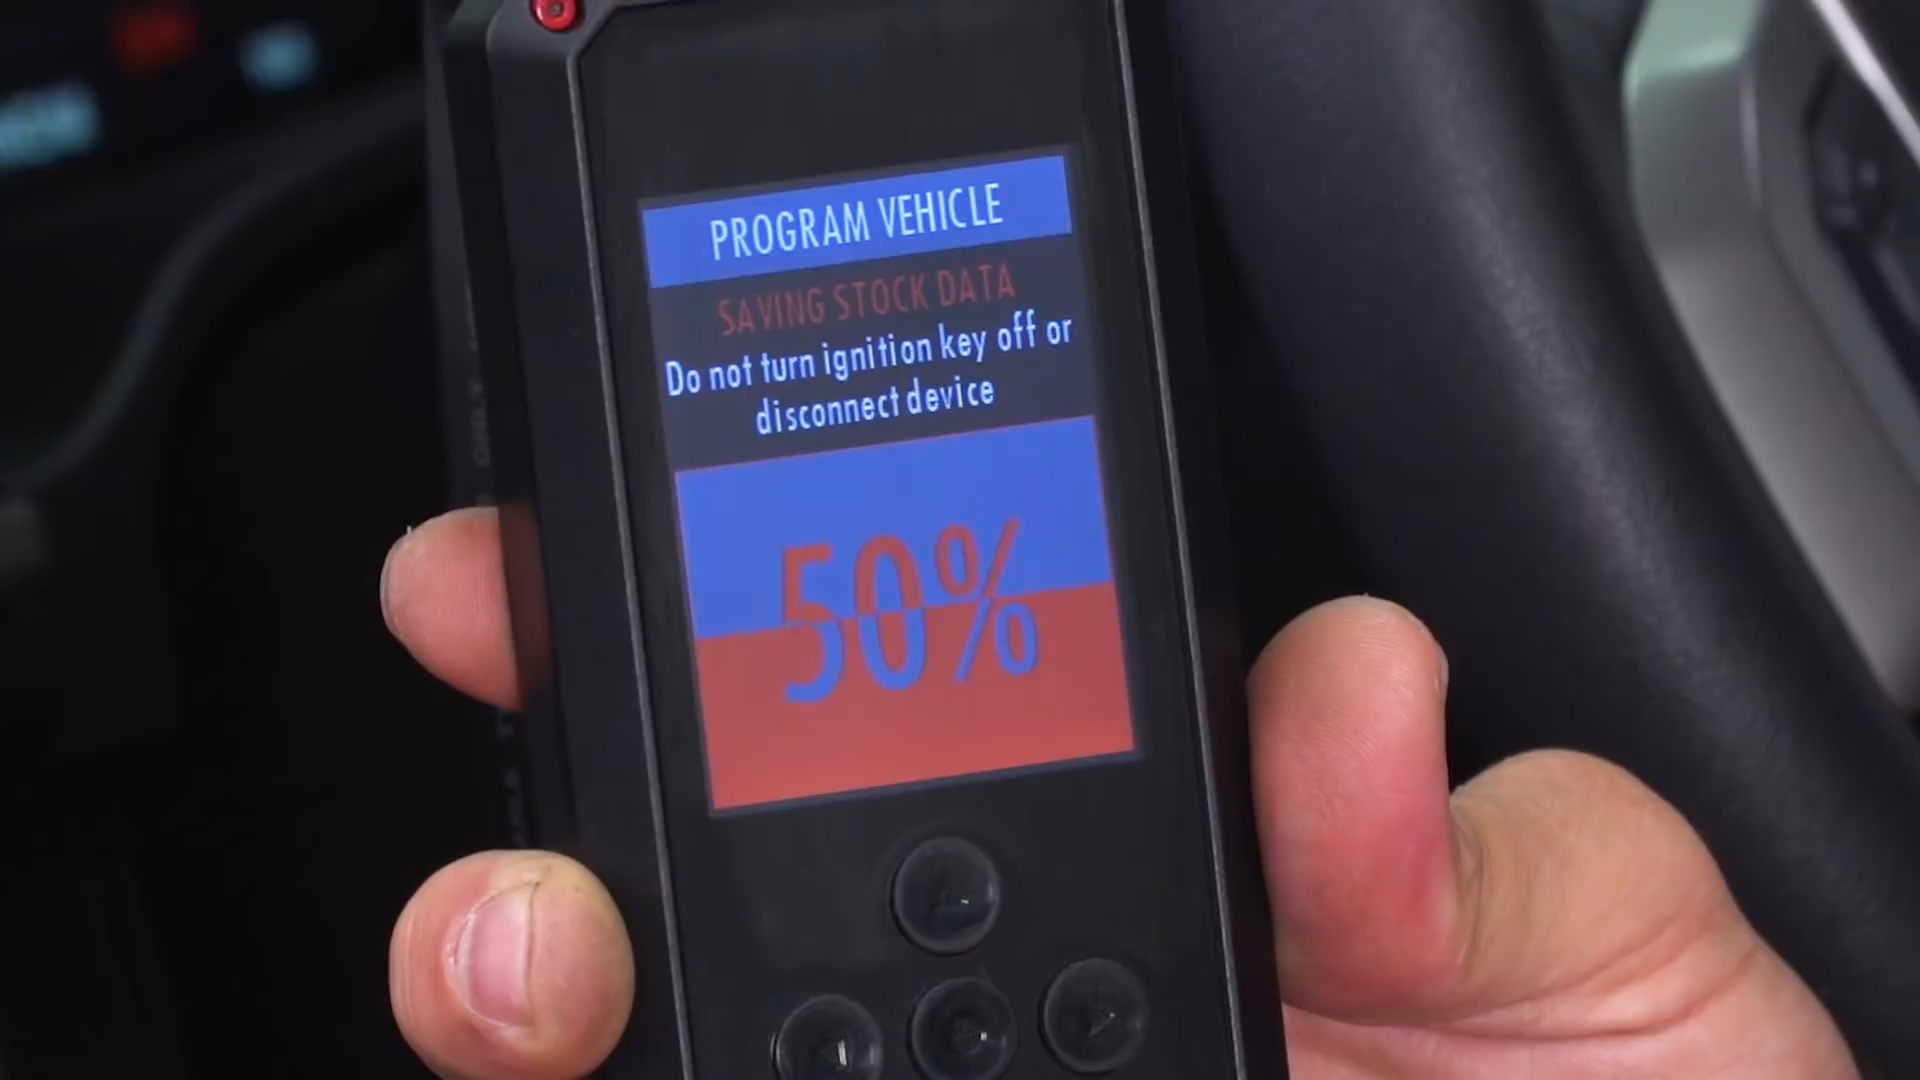 PROGRAM VEHICLE
SAVING STOCK DATA
Do not turn ignition key off or
disconnect device
50%